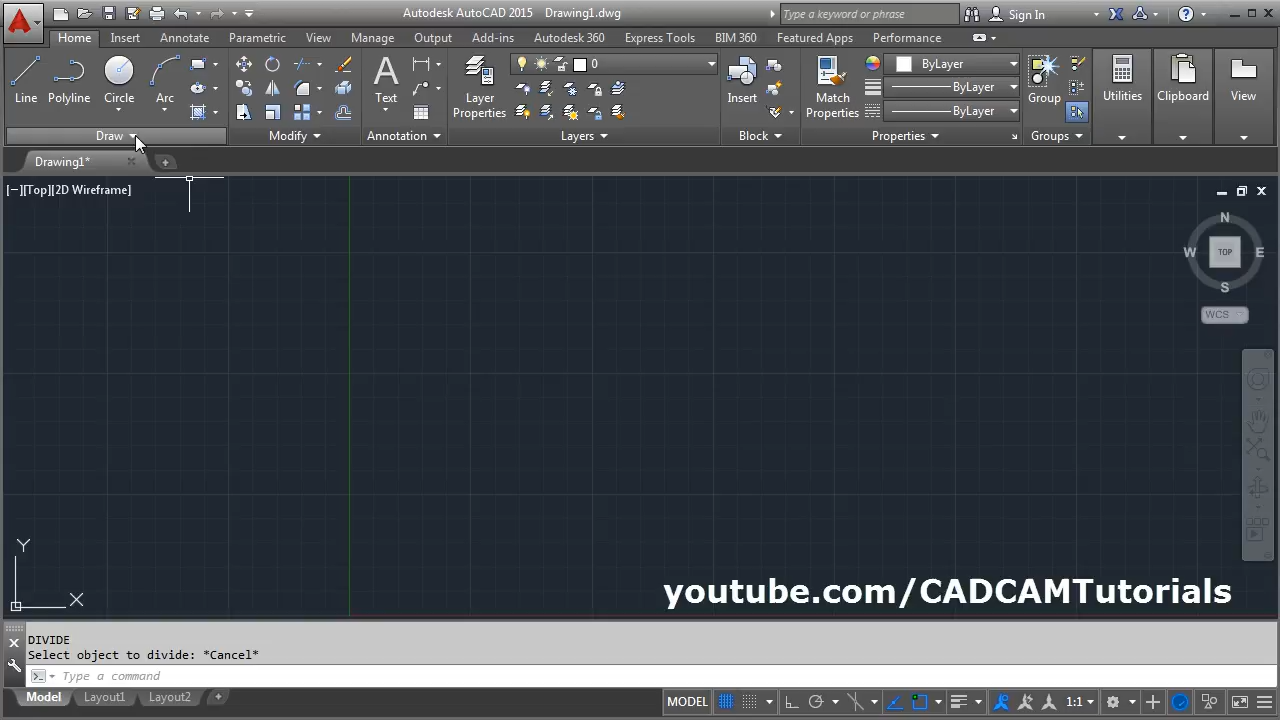 Autodesk AutoCAD 2015 Drawing1.dwg
Type a keyword or phrase
Sign In
Home Insert Annotate Parametric View Manage Output Add-ins Autodesk 360 Express Tools BIM 360 Featured Apps Performance
Line Polyline Circle Arc
Text
Layer Properties
0
Insert
Match Properties
ByLayer
ByLayer
ByLayer
Group
Utilities
Clipboard
View
Draw Modify Annotation Layers Block Properties Groups
Drawing1*
[−][Top][2D Wireframe]
N
W TOP E
S
WCS
Y
X
youtube.com/CADCAMTutorials
DIVIDE
Select object to divide: *Cancel*
Type a command
Model Layout1 Layout2
MODEL 1:1